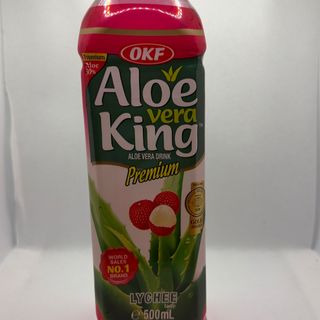 OKF
Premium
Aloe
30%
Aloe
vera
King
ALOE VERA DRINK
Premium
WORLD
SALES
NO.1
BRAND
LYCHEE
500mL